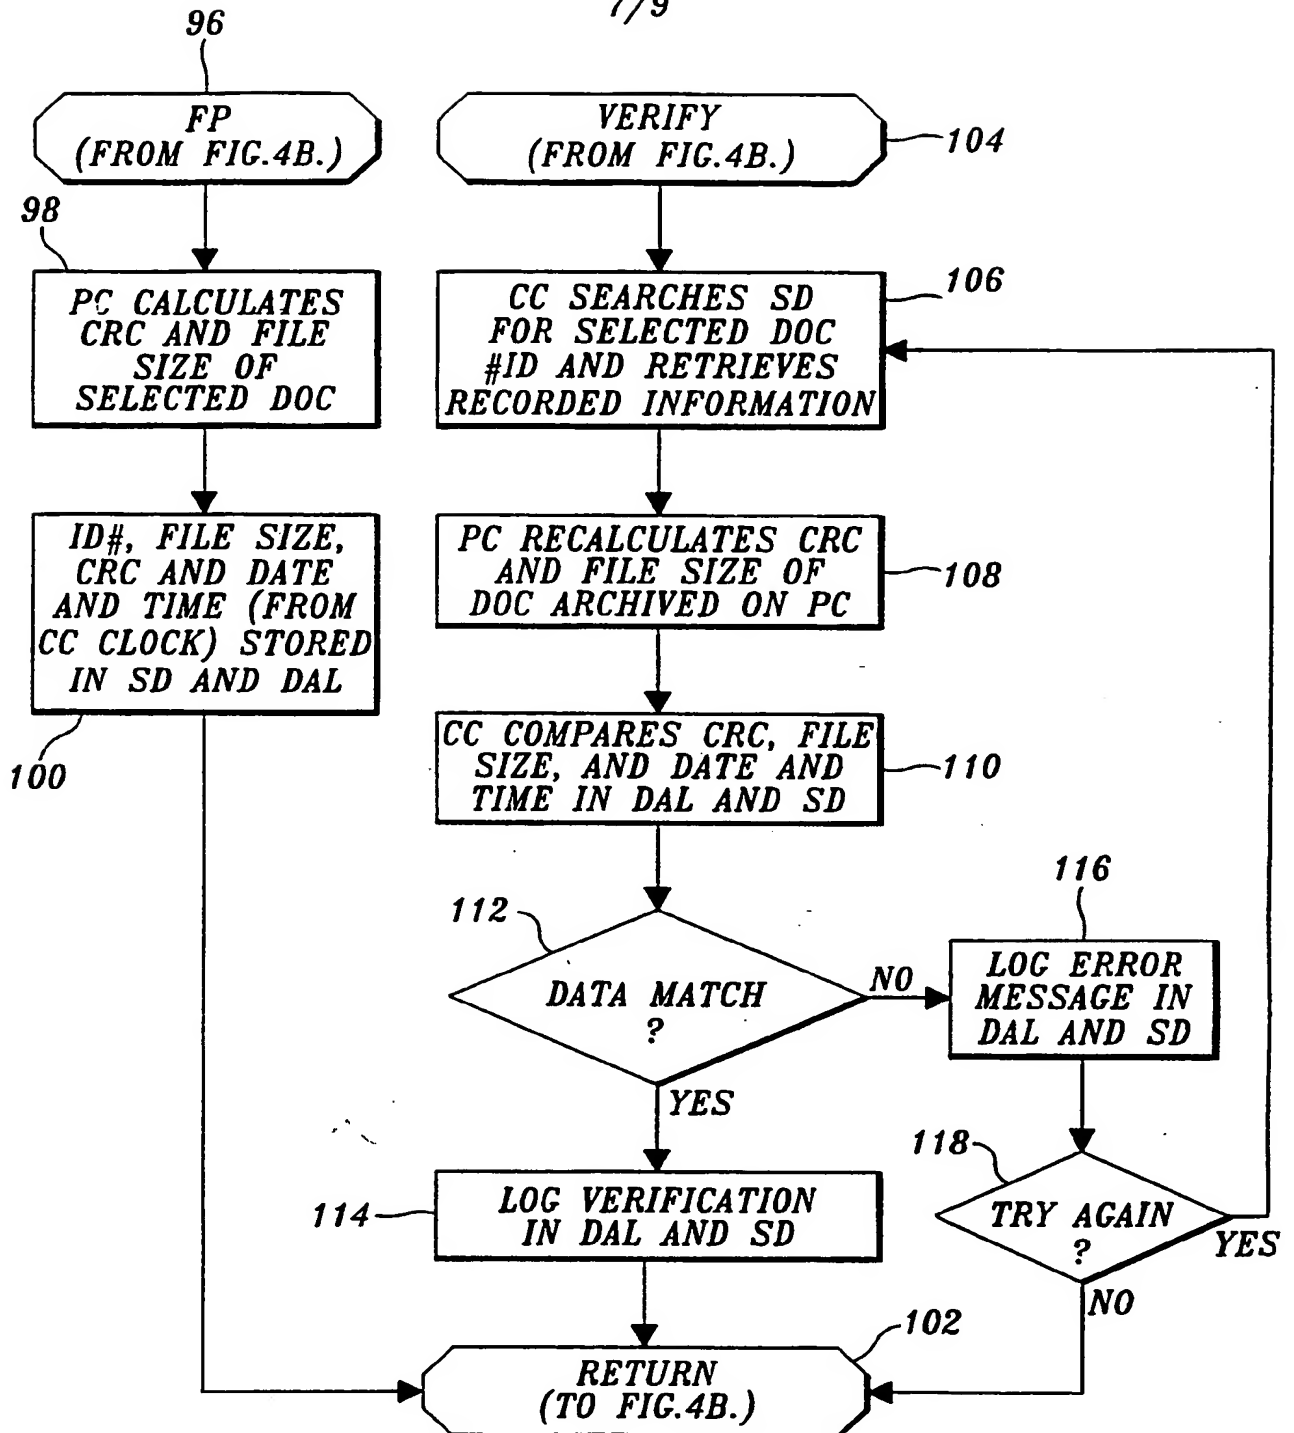 7/9
96
FP
(FROM FIG.4B.)
98
PC CALCULATES
CRC AND FILE
SIZE OF
SELECTED DOC
ID#, FILE SIZE,
CRC AND DATE
AND TIME (FROM
CC CLOCK) STORED
IN SD AND DAL
100
VERIFY
(FROM FIG.4B.)
104
CC SEARCHES SD
FOR SELECTED DOC
#ID AND RETRIEVES
RECORDED INFORMATION
106
PC RECALCULATES CRC
AND FILE SIZE OF
DOC ARCHIVED ON PC
108
CC COMPARES CRC, FILE
SIZE, AND DATE AND
TIME IN DAL AND SD
110
112
DATA MATCH
?
NO
YES
116
LOG ERROR
MESSAGE IN
DAL AND SD
118
TRY AGAIN
?
YES
NO
114
LOG VERIFICATION
IN DAL AND SD
102
RETURN
(TO FIG.4B.)